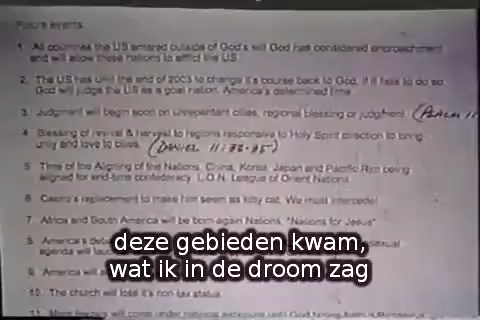 Future events
1. All countries the US entered outside of God's will God has considered encroachment
and will allow these nations to afflict the US.
2. The US has until the end of 2003 to change it's course back to God, if it fails to do so
God will judge the US as a goat nation. America's determined time.
3. Judgment will begin soon on unrepentant cities, regional blessing or judgment. (Psalm 11
4. Blessing of revival & harvest to regions responsive to Holy Spirit direction to bring
unity and love to cities. (Daniel 11:32-35)
5. Time of the Aligning of the Nations, China, Korea, Japan and Pacific Rim being
aligned for end-time confederacy. L.O.N. League of Orient Nations
6. Castro's replacement to make him seem as kitty cat. We must intercede!
7. Africa and South America will be born-again Nations, "Nations for Jesus"
8. America's
agenda will
9. America will
10. The church will lose it's non-tax status.
11.
deze gebieden kwam,
wat ik in de droom zag